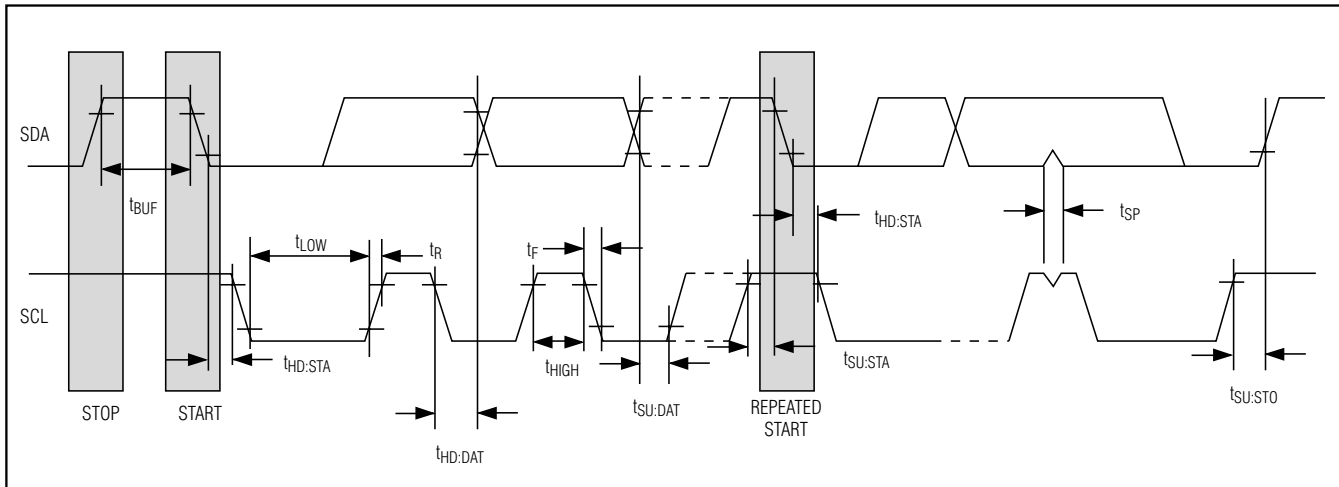 SDA
tBUF
tLOW
tR
tF
tHD:STA
tSP
SCL
tHD:STA
tHIGH
tSU:DAT
tSU:STA
tSU:STO
STOP
START
REPEATED
START
tHD:DAT